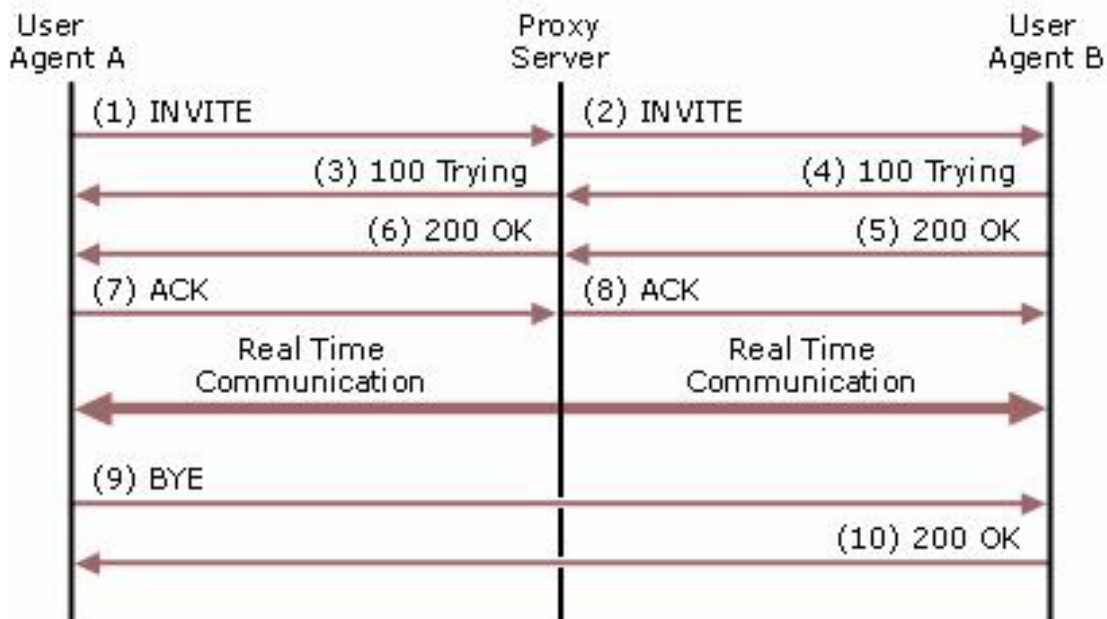 User
Agent A
Proxy
Server
User
Agent B
(1) INVITE
(2) INVITE
(3) 100 Trying
(4) 100 Trying
(6) 200 OK
(5) 200 OK
(7) ACK
(8) ACK
Real Time
Communication
Real Time
Communication
(9) BYE
(10) 200 OK